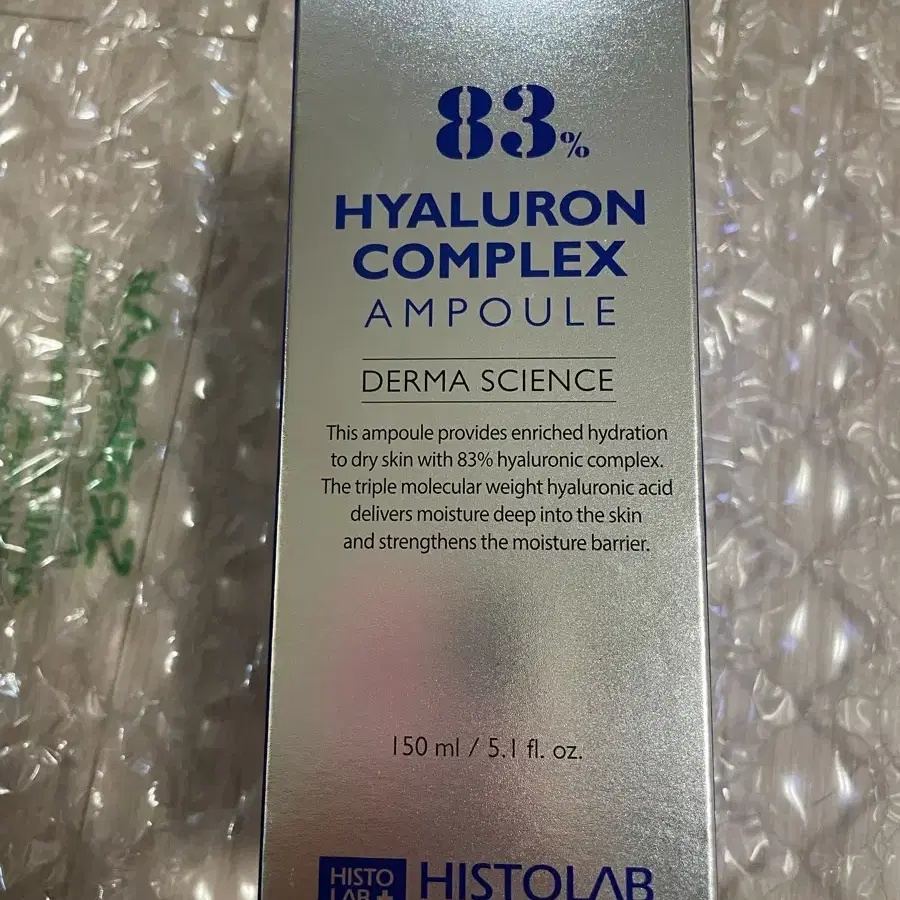 83%
HYALURON
COMPLEX
AMPOULE
DERMA SCIENCE
This ampoule provides enriched hydration
to dry skin with 83% hyaluronic complex.
The triple molecular weight hyaluronic acid
delivers moisture deep into the skin
and strengthens the moisture barrier.
150 ml / 5.1 fl. oz.
HISTO
LAB+
HISTOLAB